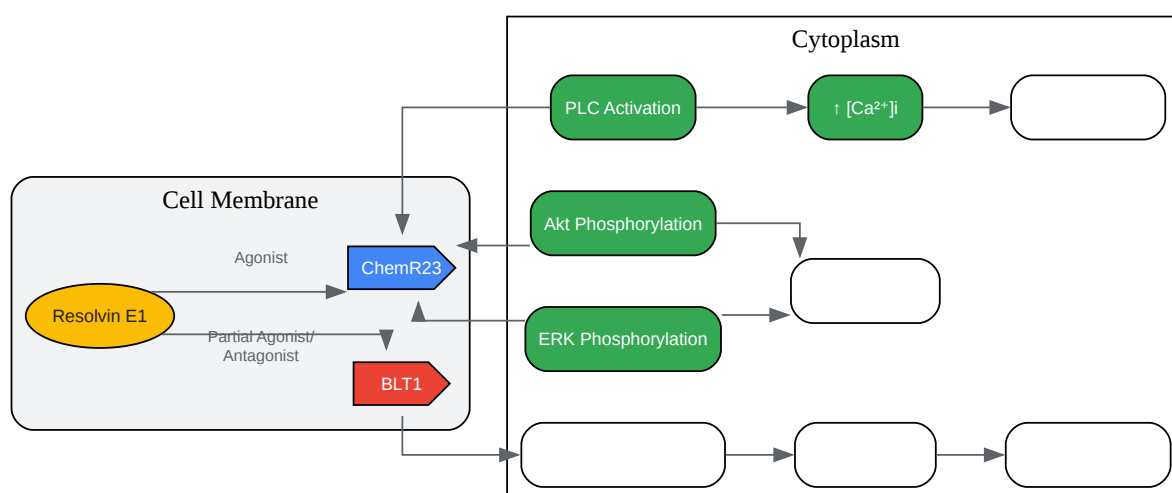 Cytoplasm
PLC Activation
↑ [Ca²⁺]i
Cell Membrane
Akt Phosphorylation
Agonist
ChemR23
Resolvin E1
Partial Agonist/
Antagonist
ERK Phosphorylation
BLT1